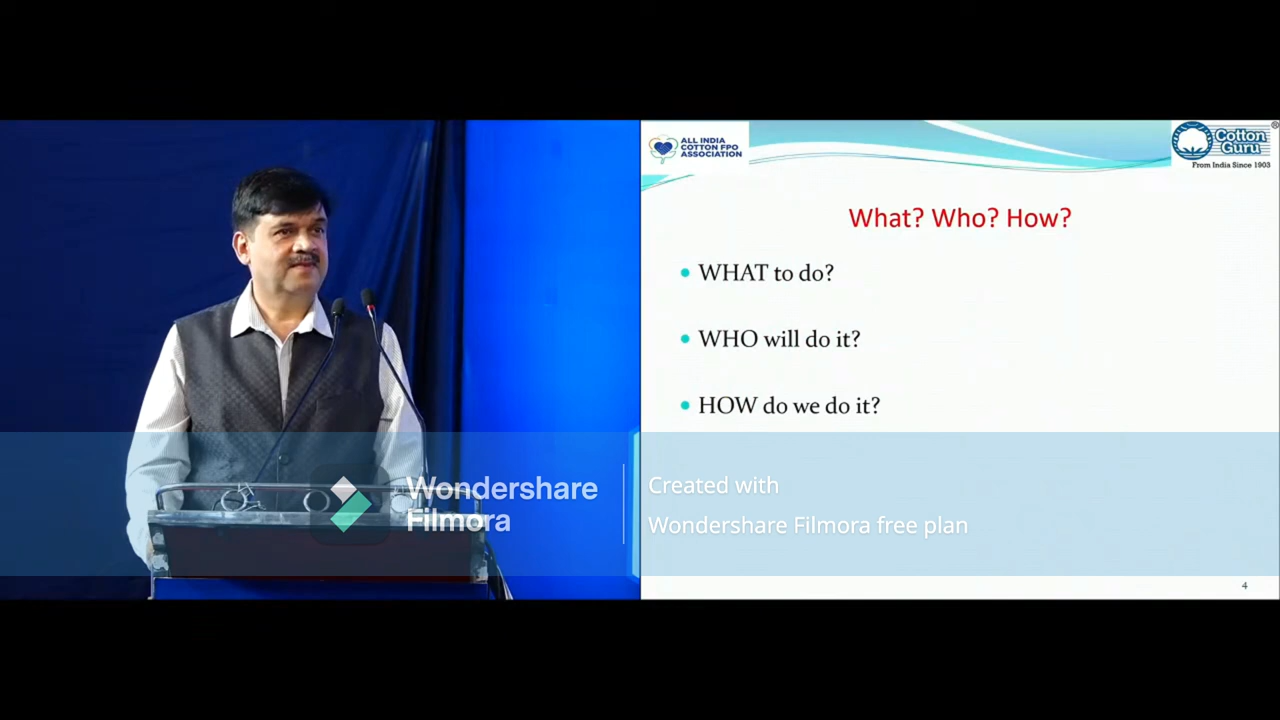 ALL INDIA
COTTON FPO
ASSOCIATION
Cotton
Guru
®
From India Since 1903
What? Who? How?
• WHAT to do?
• WHO will do it?
• HOW do we do it?
Wondershare
Filmora
Created with
Wondershare Filmora free plan
4